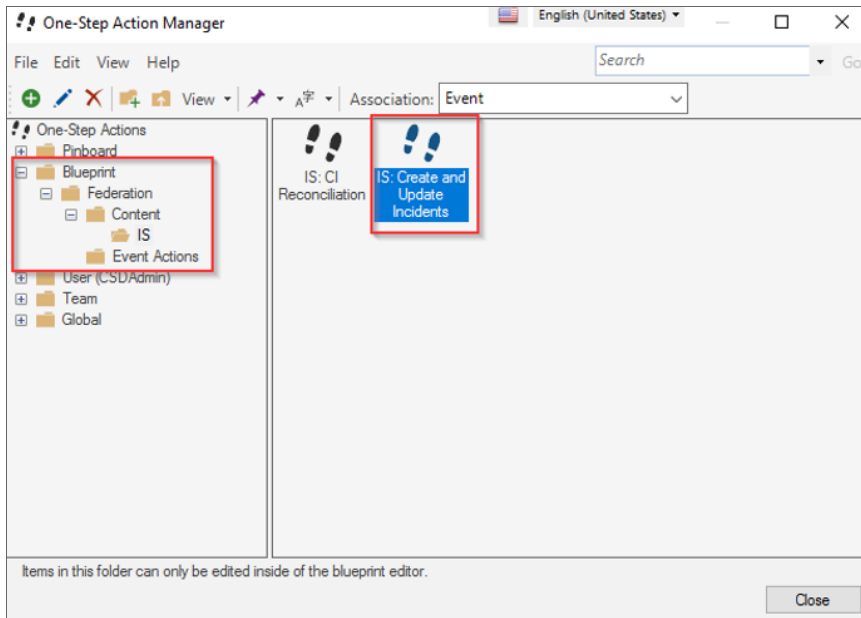 One-Step Action Manager
English (United States)
File Edit View Help
Search
Go
View
A字
Association: Event
One-Step Actions
Pinboard
Blueprint
Federation
Content
IS
Event Actions
User (CSDAdmin)
Team
Global
IS: CI
Reconciliation
IS: Create and
Update
Incidents
Items in this folder can only be edited inside of the blueprint editor.
Close